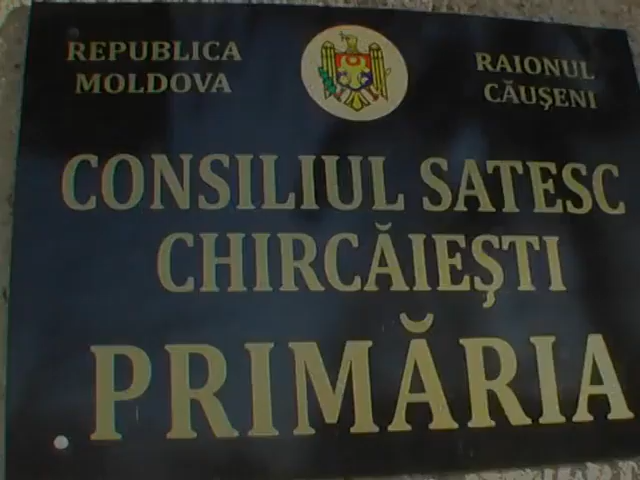 REPUBLICA
MOLDOVA
RAIONUL
CĂUŞENI
CONSILIUL SATESC
CHIRCĂIEŞTI
PRIMĂRIA